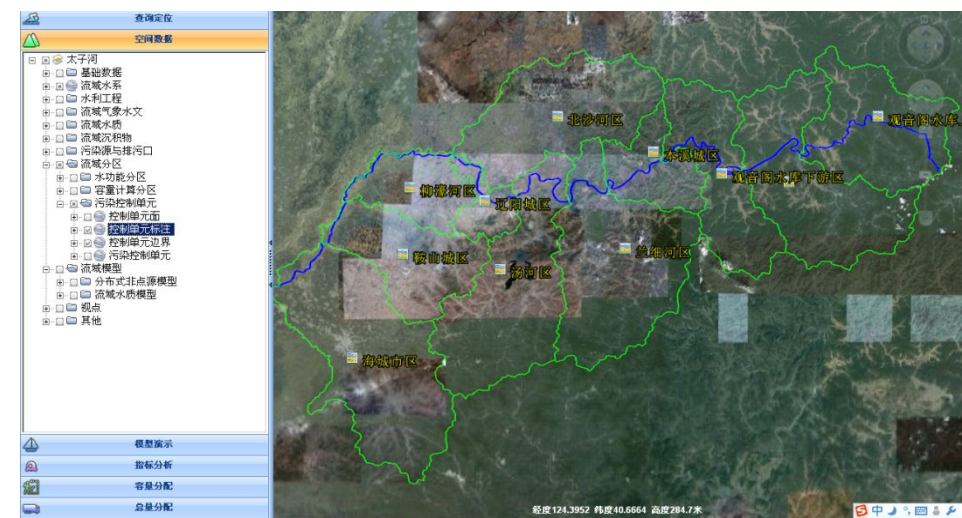 查询定位
空间数据
太子河
基础数据
流域水系
水利工程
流域气象水文
流域水质
流域沉积物
污染源与排污口
流域分区
水功能分区
容量计算分区
污染控制单元
控制单元面
控制单元标注
控制单元边界
污染控制单元
流域模型
分布式非点源模型
流域水质模型
视点
其他
模型演示
指标分析
容量分配
总量分配
北沙河区
观音阁水库
本溪城区
观音阁水库下游区
柳壕河区
辽阳城区
鞍山城区
汤河区
兰细河区
海城市区
经度124.3952 纬度40.6664 高度284.7米
中